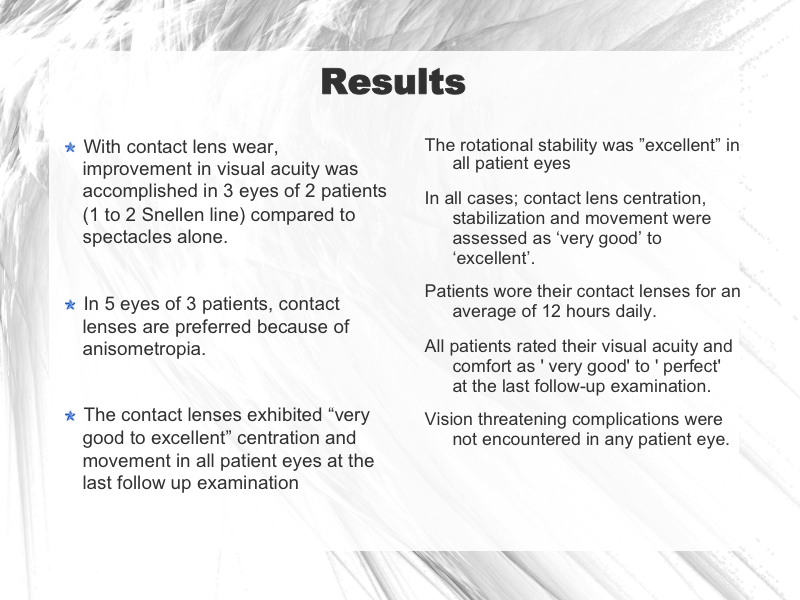 Results
With contact lens wear,
improvement in visual acuity was
accomplished in 3 eyes of 2 patients
(1 to 2 Snellen line) compared to
spectacles alone.
In 5 eyes of 3 patients, contact
lenses are preferred because of
anisometropia.
The contact lenses exhibited “very
good to excellent” centration and
movement in all patient eyes at the
last follow up examination
The rotational stability was ”excellent” in
all patient eyes
In all cases; contact lens centration,
stabilization and movement were
assessed as ‘very good’ to
‘excellent’.
Patients wore their contact lenses for an
average of 12 hours daily.
All patients rated their visual acuity and
comfort as ' very good' to ' perfect'
at the last follow-up examination.
Vision threatening complications were
not encountered in any patient eye.